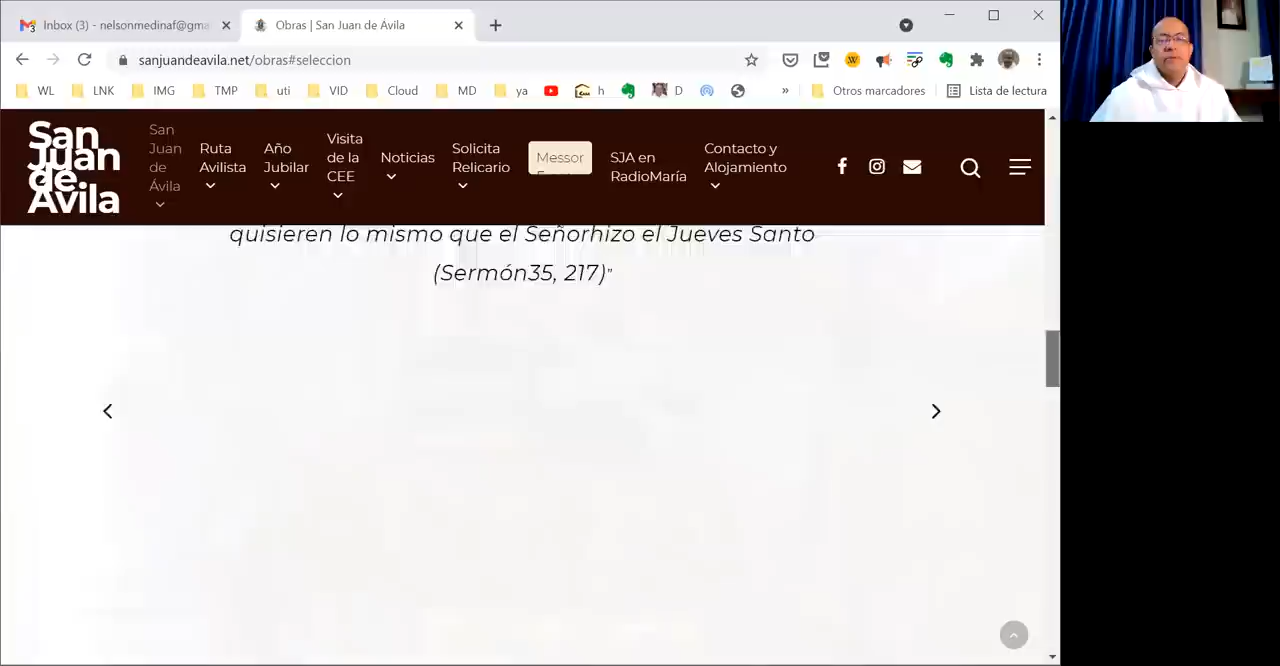 Inbox (3) - nelsonmedinaf@gma
Obras | San Juan de Ávila
sanjuandeavila.net/obras#seleccion
WL LNK IMG TMP uti VID Cloud MD ya h D » Otros marcadores Lista de lectura
San
Juan
de
Ávila
San
Juan
de
Ávila
Ruta
Avilista
Año
Jubilar
Visita
de la
CEE
Noticias
Solicita
Relicario
Messor
SJA en
RadioMaría
Contacto y
Alojamiento
quisieren lo mismo que el Señorhizo el Jueves Santo
(Sermón35, 217)"